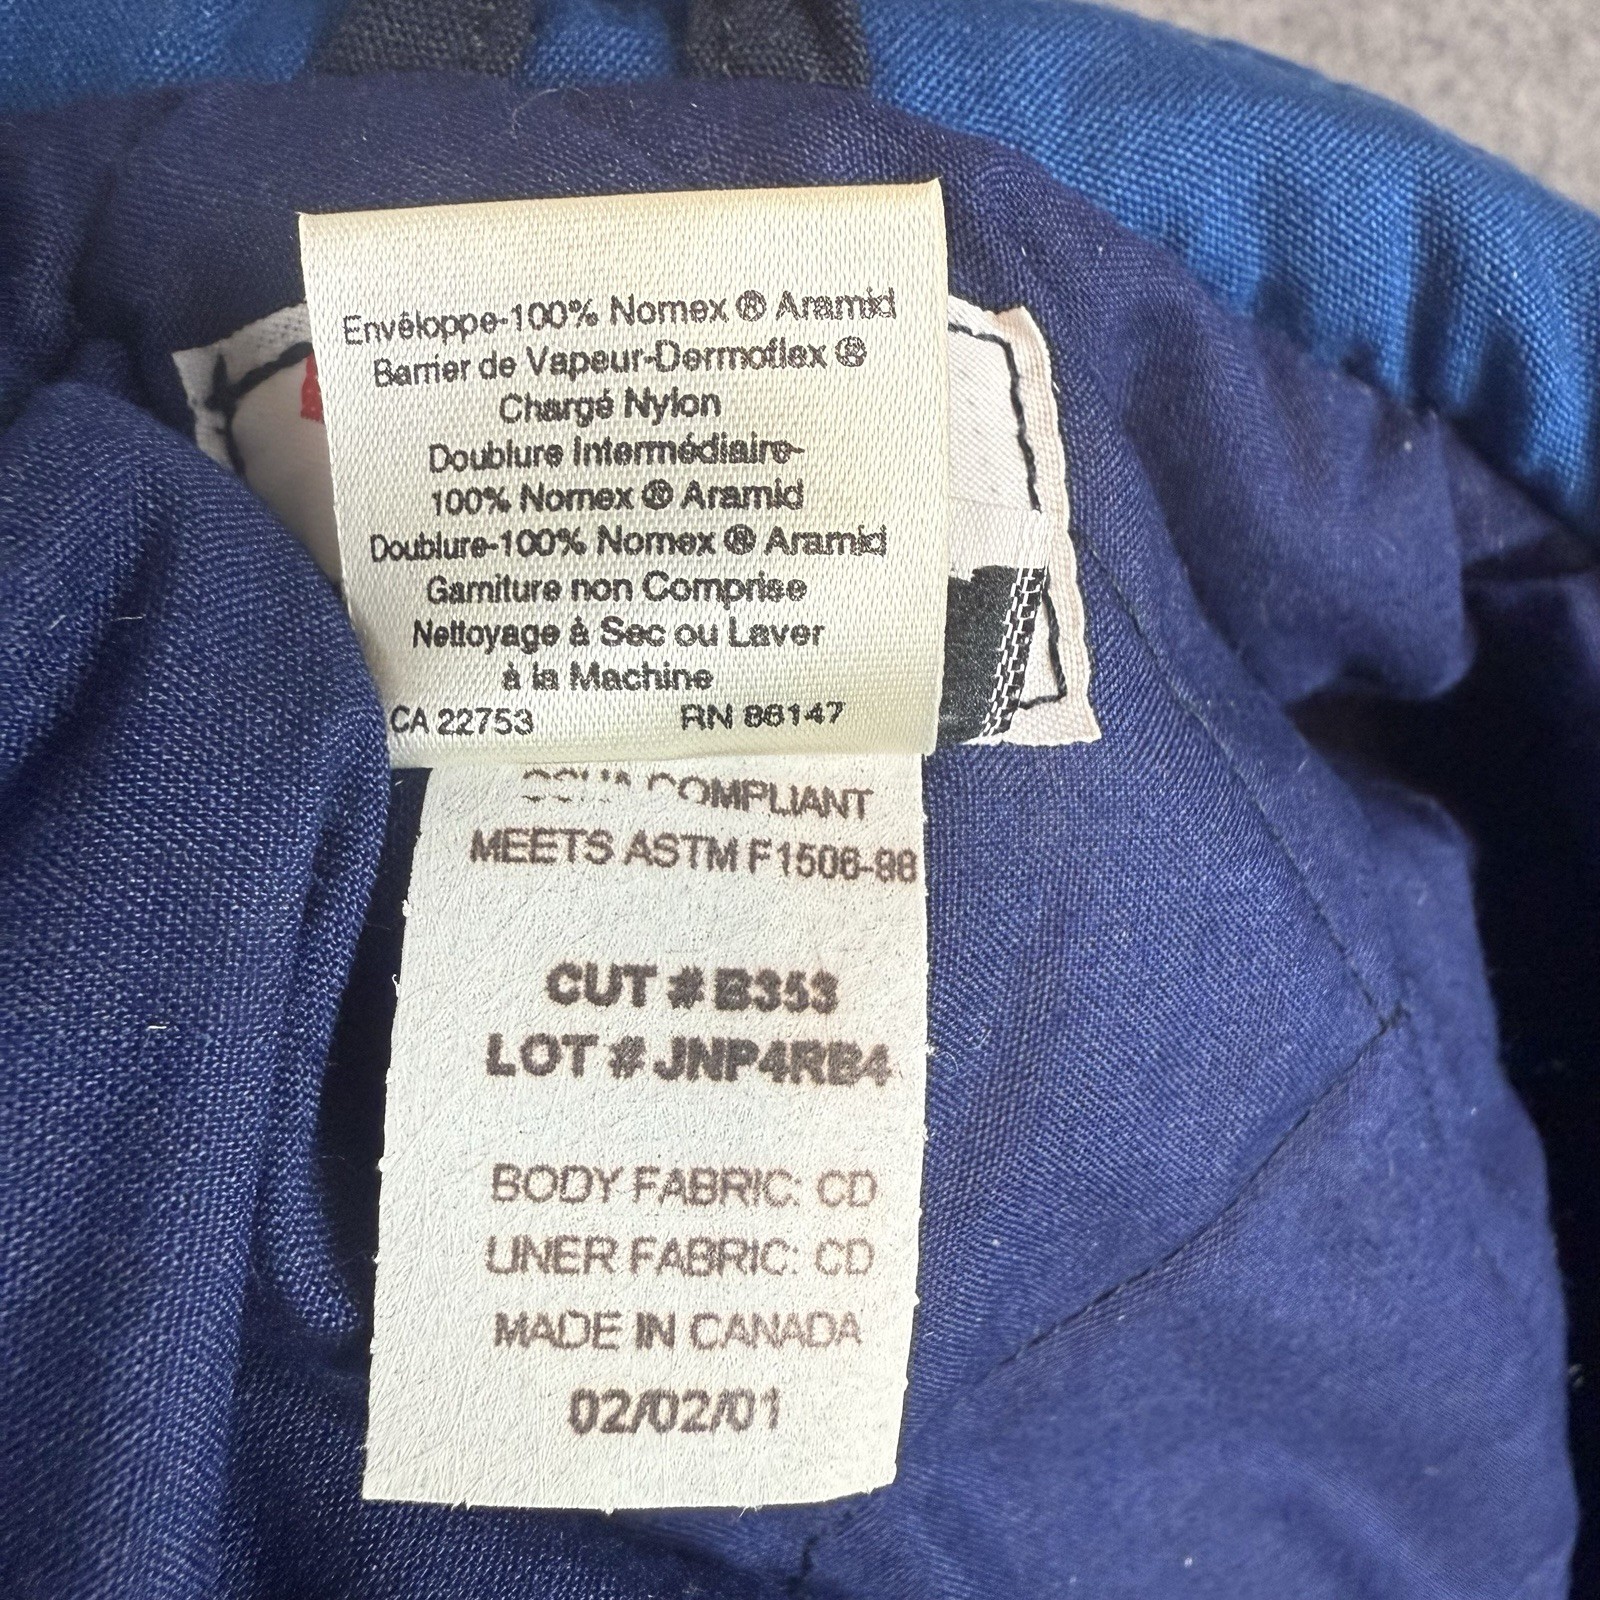 Envéloppe-100% Nomex ® Aramid
Barrier de Vapeur-Dermoflex ®
Chargé Nylon
Doublure Intermédiaire-
100% Nomex ® Aramid
Doublure-100% Nomex ® Aramid
Garniture non Comprise
Nettoyage à Sec ou Laver
à la Machine
CA 22753 RN 86147
COMPLIANT
MEETS ASTM F1506-98
CUT # B353
LOT # JNP4RB4
BODY FABRIC: CD
LINER FABRIC: CD
MADE IN CANADA
02/02/01